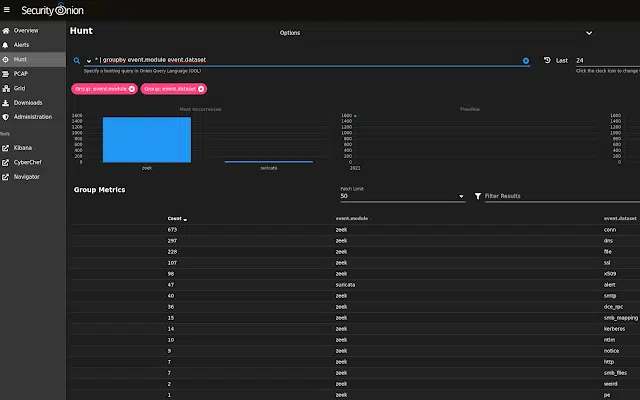 Security Onion
Hunt
Options
Overview
Alerts
Hunt
PCAP
Grid
Downloads
Administration
Tools
Kibana
CyberChef
Navigator
* | groupby event.module event.dataset
Specify a hunting query in Onion Query Language (OQL)
Last 24
Click the clock icon to change
Group: event.module
Group: event.dataset
Most Occurrences
1600
1400
1200
1000
800
600
400
200
0
zeek suricata
Timeline
1600
1400
1200
1000
800
600
400
200
0
2021
1600
1400
1200
1000
800
600
400
200
0
Group Metrics
Fetch Limit
50
Filter Results
Count event.module event.dataset
673 zeek conn
297 zeek dns
228 zeek file
107 zeek ssl
98 zeek x509
47 suricata alert
40 zeek smtp
36 zeek dce_rpc
15 zeek smb_mapping
14 zeek kerberos
10 zeek ntlm
9 zeek notice
7 zeek http
7 zeek smb_files
2 zeek weird
1 zeek pe